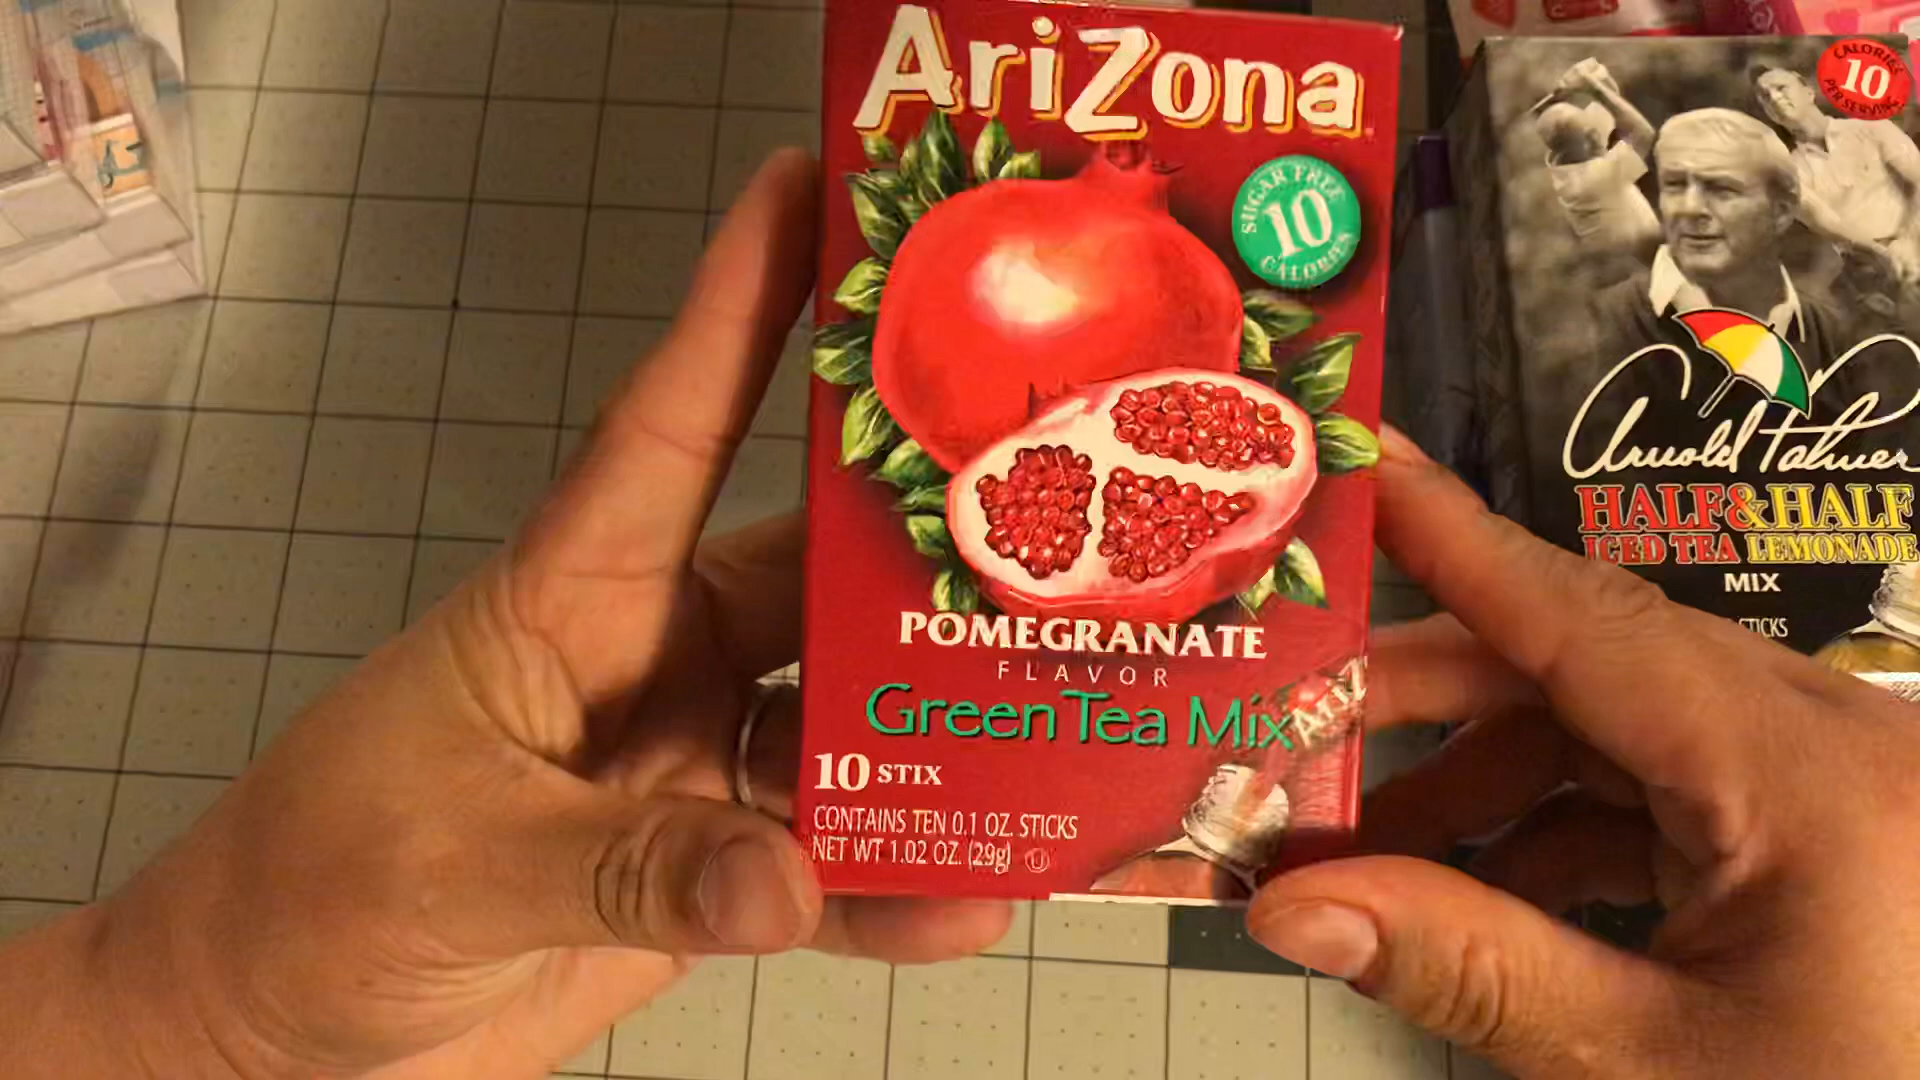 AriZona
SUGAR FREE
10
CALORIES
POMEGRANATE
FLAVOR
Green Tea Mix
10 STIX
CONTAINS TEN 0.1 OZ. STICKS
NET WT 1.02 OZ. (29g) U
AriZ
CALORIES
10
PER SERVING
Arnold Palmer
HALF&HALF
ICED TEA LEMONADE
MIX
STICKS